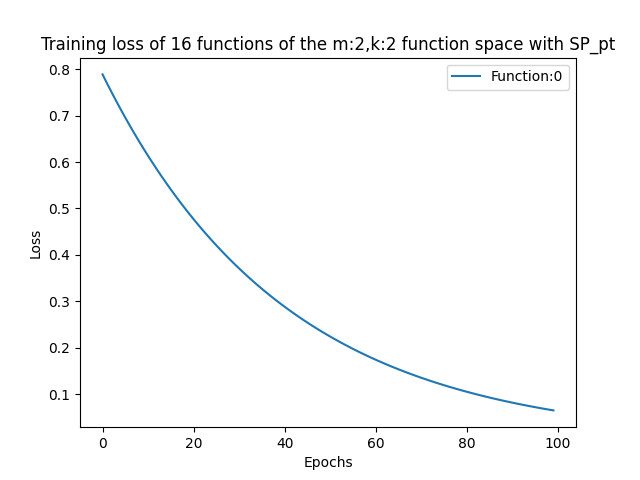 Training loss of 16 functions of the m:2,k:2 function space with SP_pt
Function:0
0.8
0.7
0.6
0.5
0.4
0.3
0.2
0.1
Loss
0 20 40 60 80 100
Epochs